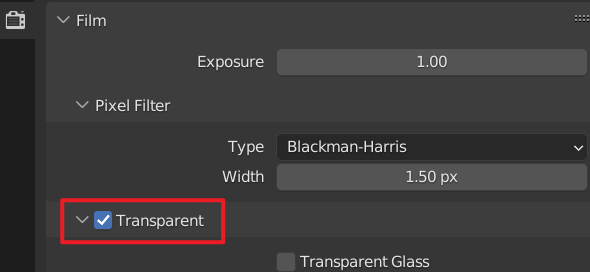 Film
Exposure 1.00
Pixel Filter
Type Blackman-Harris
Width 1.50 px
Transparent
Transparent Glass